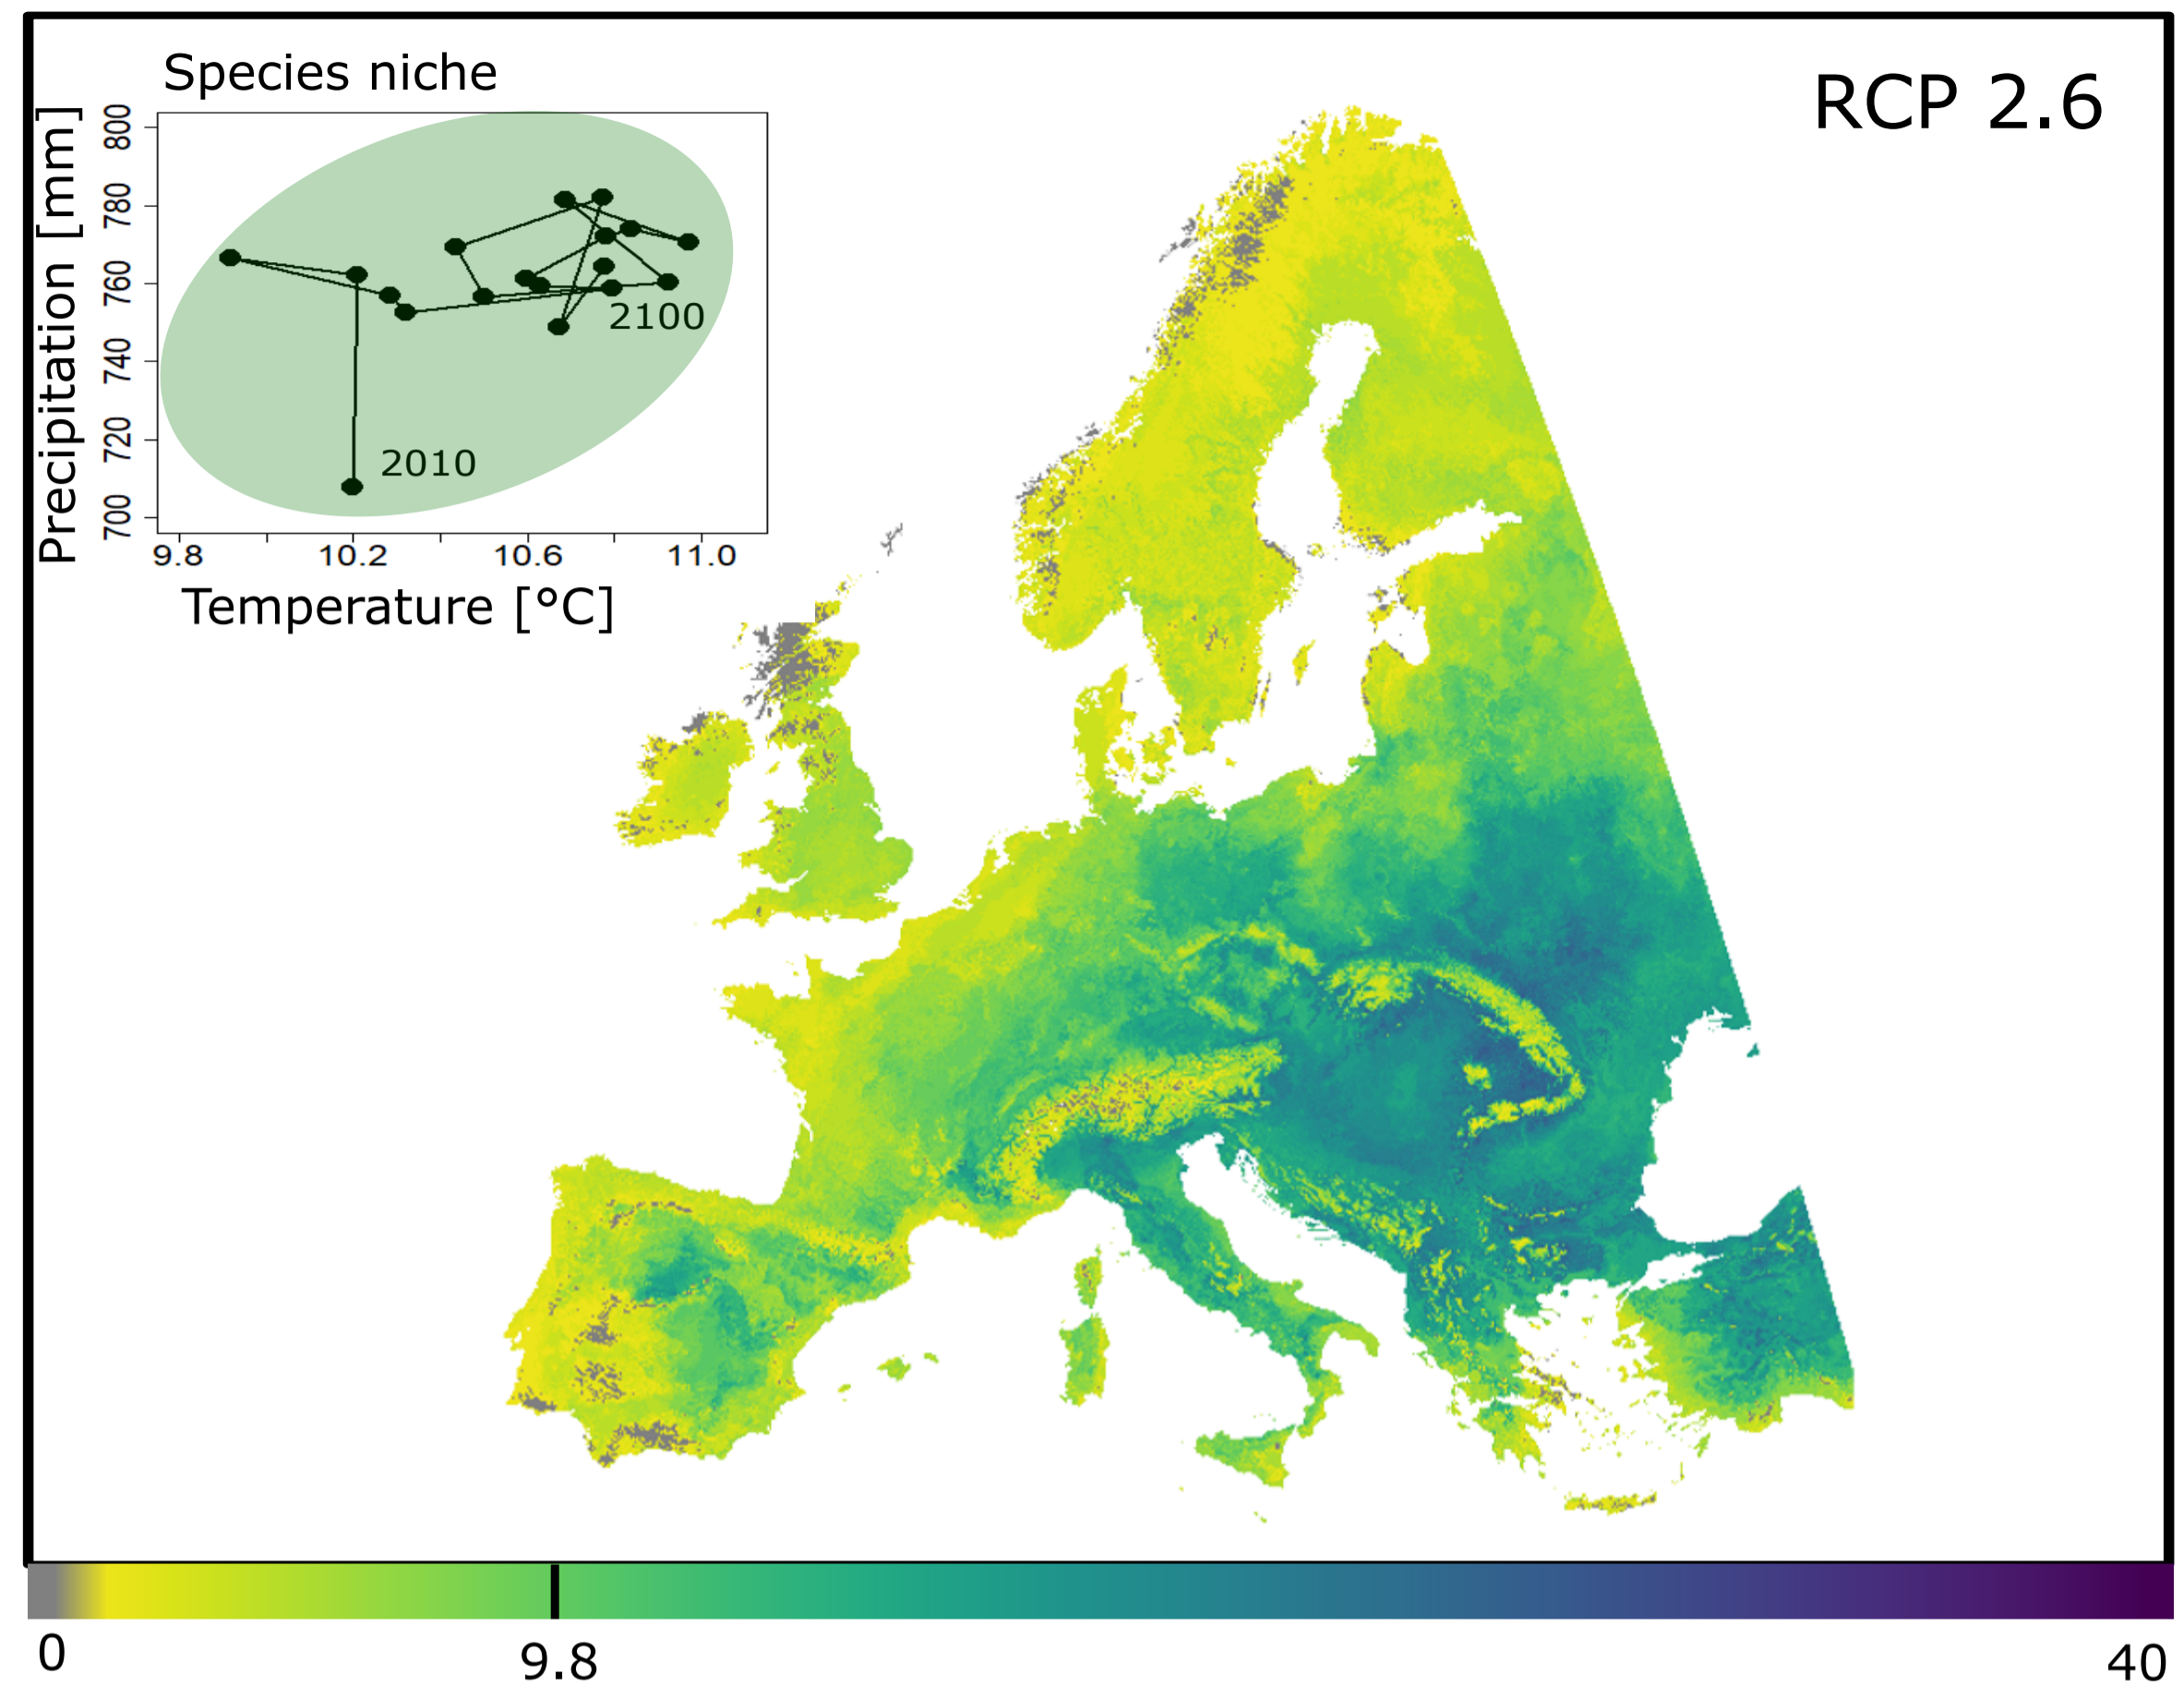 Species niche
RCP 2.6
Precipitation [mm]
800
780
760
740
720
700
2100
2010
9.8 10.2 10.6 11.0
Temperature [°C]
0 9.8 40